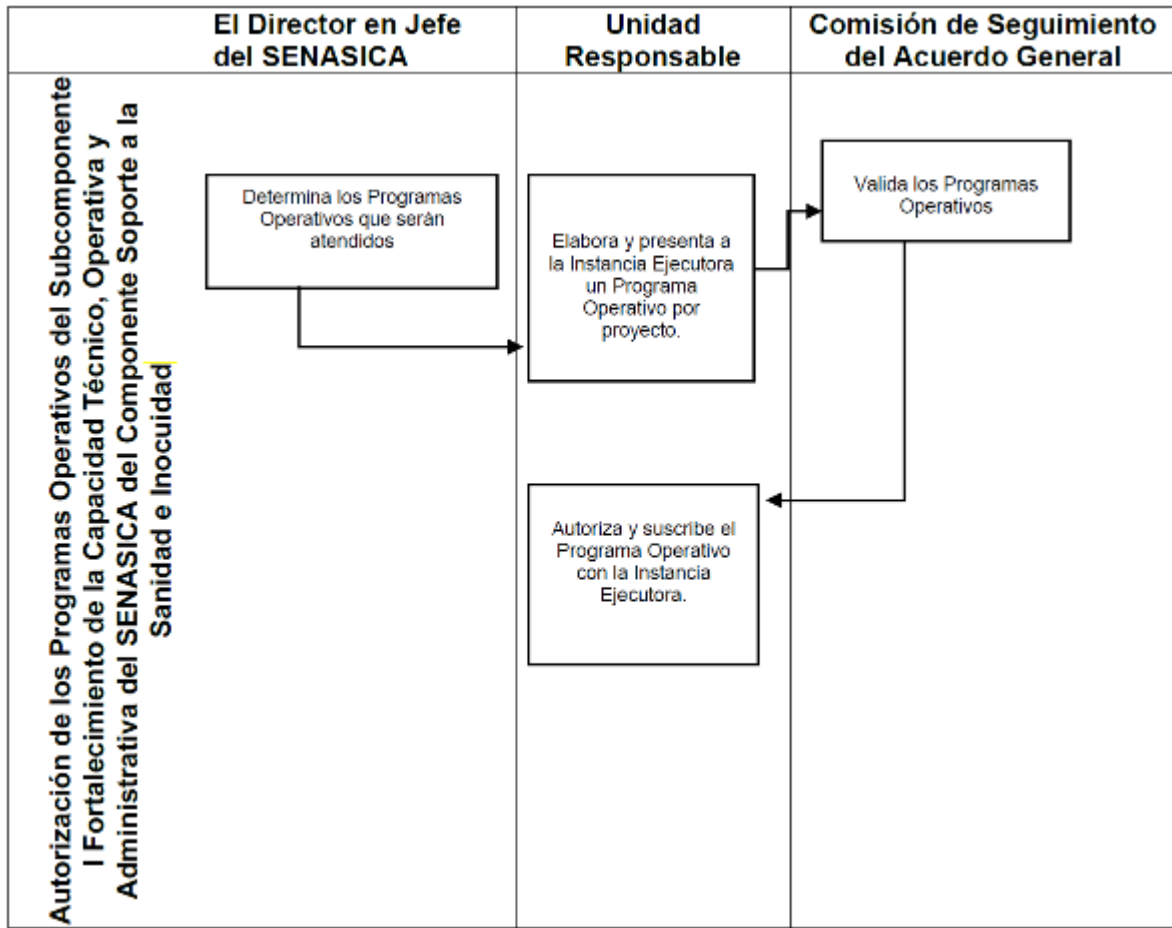 El Director en Jefe
del SENASICA
Unidad
Responsable
Comisión de Seguimiento
del Acuerdo General
Autorización de los Programas Operativos del Subcomponente
I Fortalecimiento de la Capacidad Técnico, Operativa y
Administrativa del SENASICA del Componente Soporte a la
Sanidad e Inocuidad
Determina los Programas
Operativos que serán
atendidos
Elabora y presenta a
la Instancia Ejecutora
un Programa
Operativo por
proyecto.
Valida los Programas
Operativos
Autoriza y suscribe el
Programa Operativo
con la Instancia
Ejecutora.